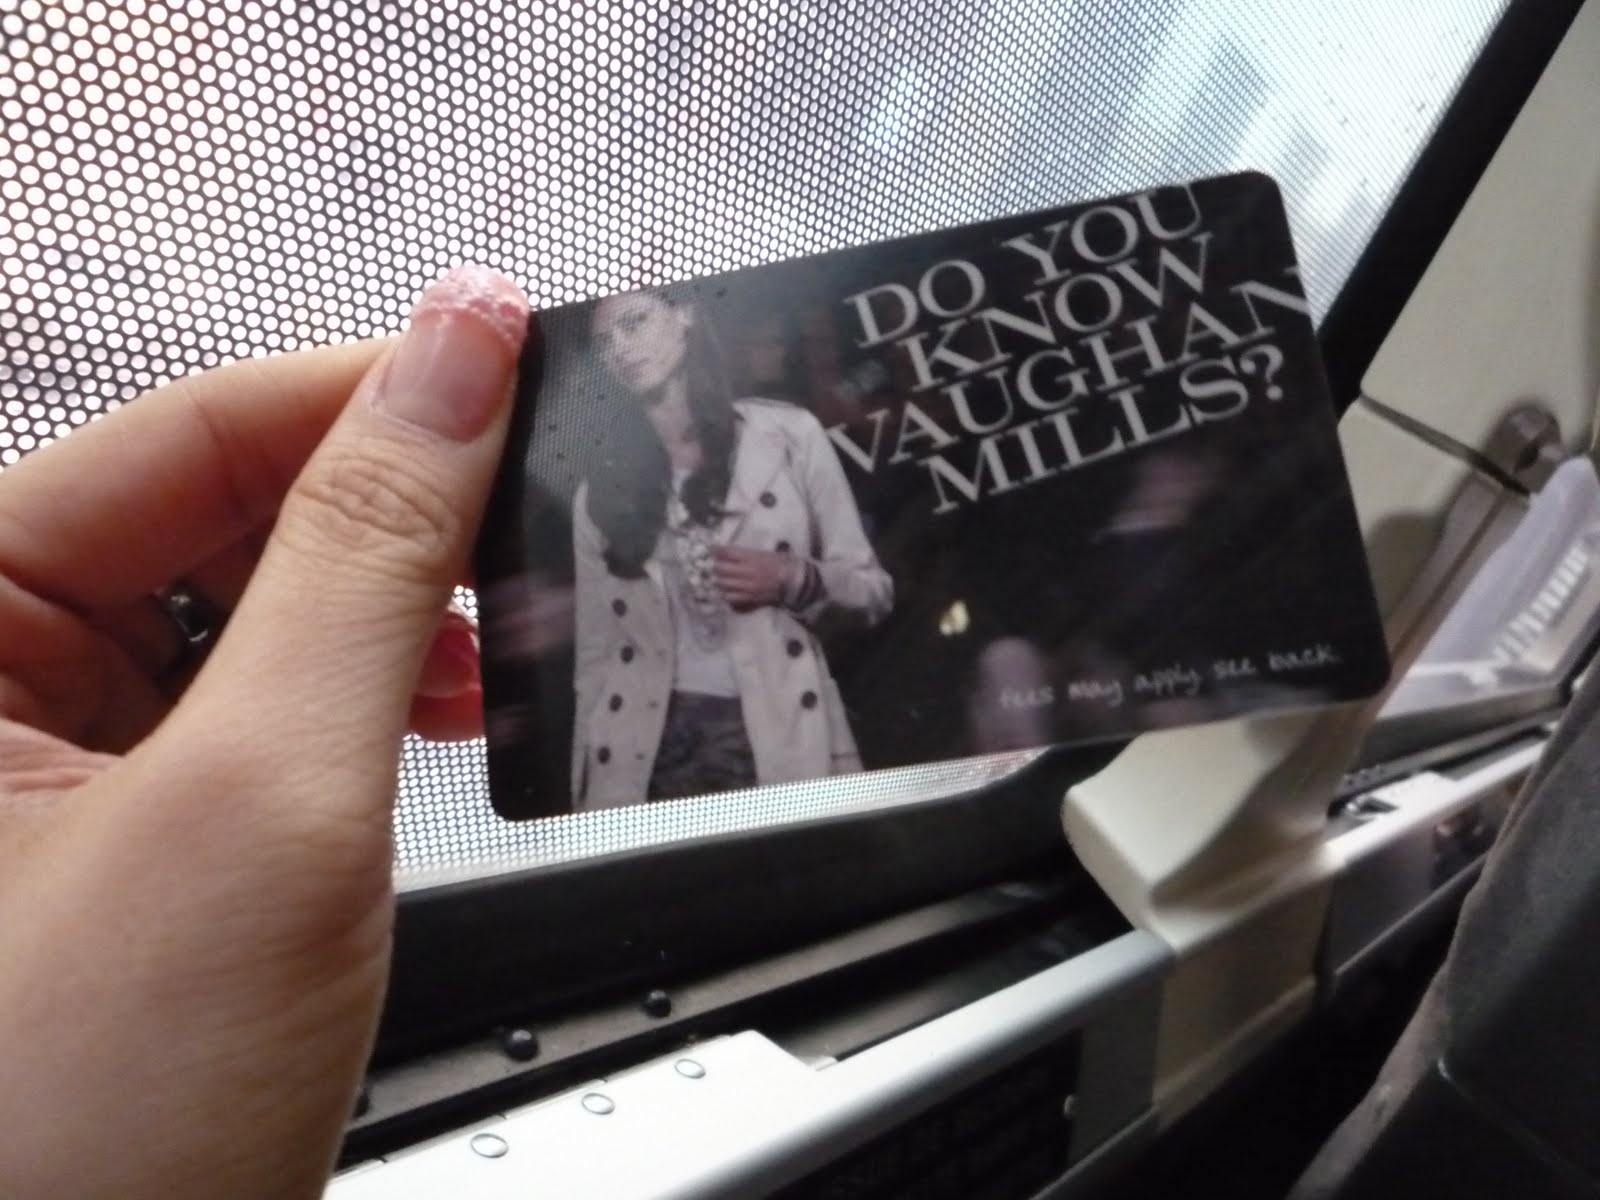 DO YOU
KNOW
VAUGHAN
MILLS?
fees may apply see back.